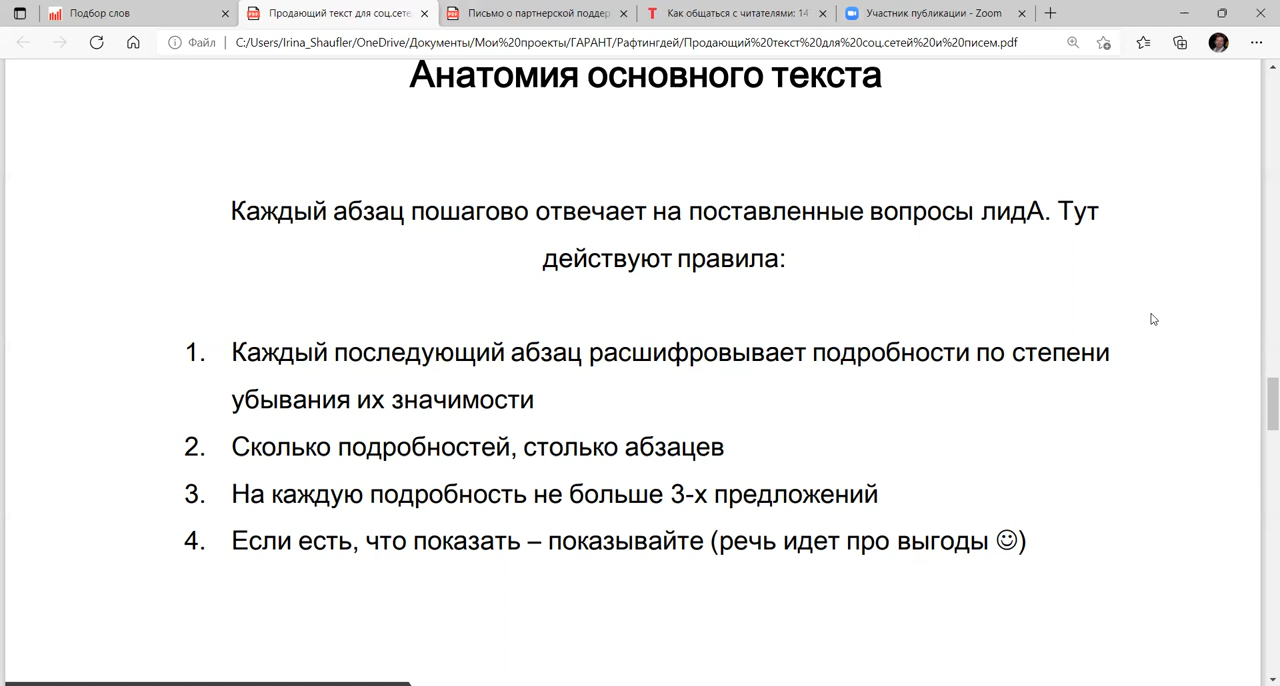 Подбор слов
Продающий текст для соц.сете
Письмо о партнерской поддер
Как общаться с читателями: 14
Участник публикации - Zoom
Файл
C:/Users/Irina_Shaufler/OneDrive/Документы/Мои%20проекты/ГАРАНТ/Рафтингдей/Продающий%20текст%20для%20соц.сетей%20и%20писем.pdf
Анатомия основного текста
Каждый абзац пошагово отвечает на поставленные вопросы лидА. Тут
действуют правила:
1. Каждый последующий абзац расшифровывает подробности по степени
убывания их значимости
2. Сколько подробностей, столько абзацев
3. На каждую подробность не больше 3-х предложений
4. Если есть, что показать – показывайте (речь идет про выгоды ☺)